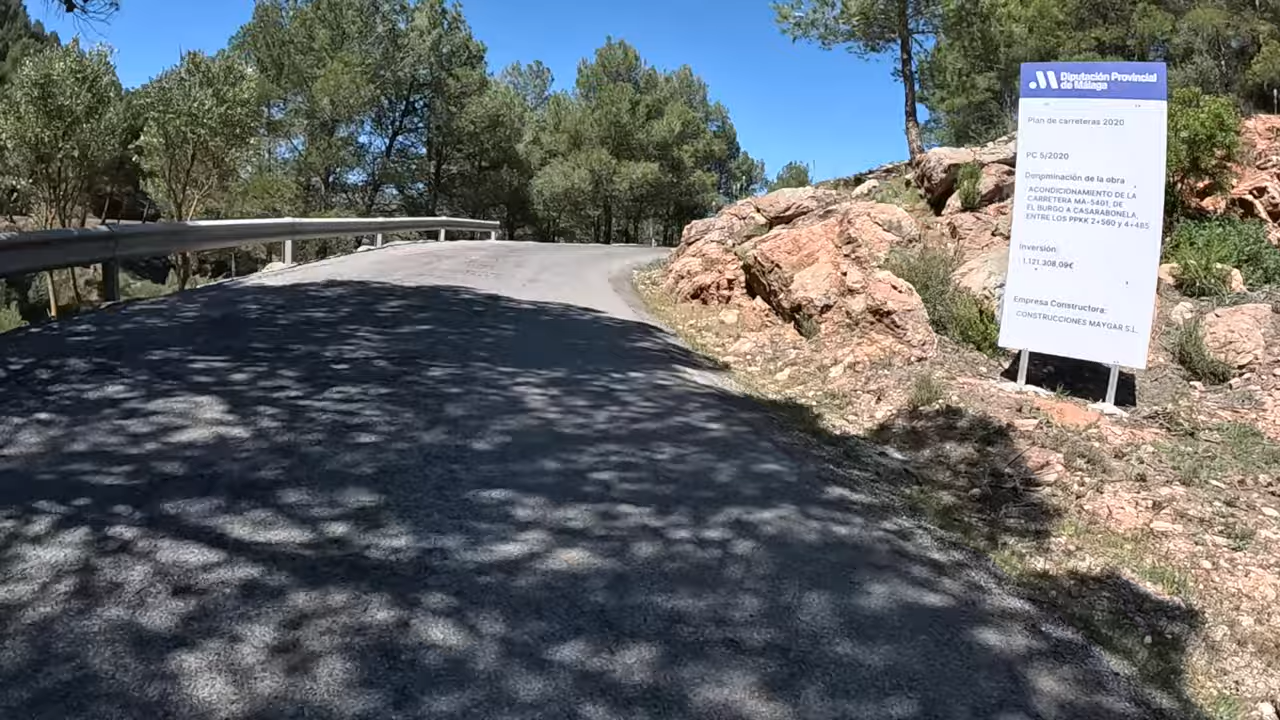 Diputación Provincial
de Málaga
Plan de carreteras 2020
PC 5/2020
Denominación de la obra
ACONDICIONAMIENTO DE LA
CARRETERA MA-5401, DE
EL BURGO A CASARABONELA,
ENTRE LOS PPKK 2+560 y 4+485
Inversión:
1.121.308,09€
Empresa Constructora:
CONSTRUCCIONES MAYGAR S.L.